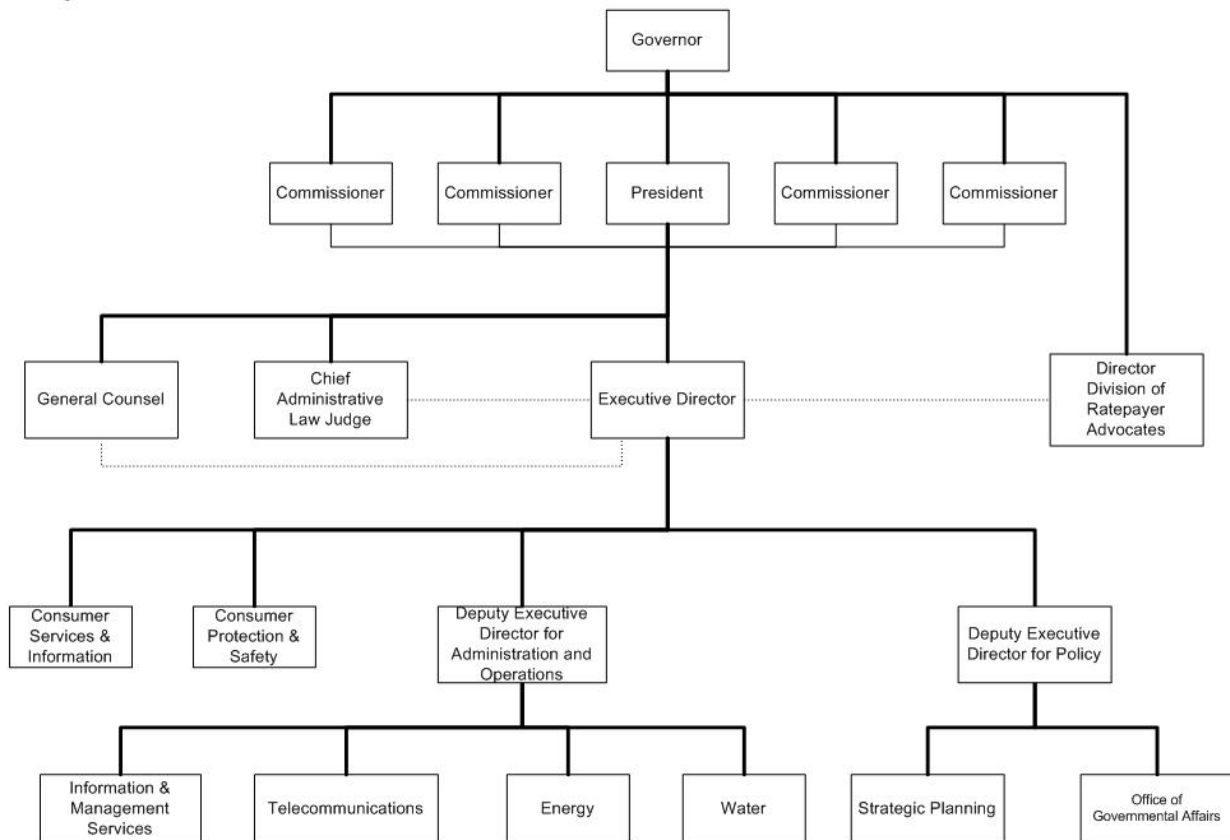 Governor
Commissioner
Commissioner
President
Commissioner
Commissioner
General Counsel
Chief
Administrative
Law Judge
Executive Director
Director
Division of
Ratepayer
Advocates
Consumer
Services &
Information
Consumer
Protection &
Safety
Deputy Executive
Director for
Administration and
Operations
Deputy Executive
Director for Policy
Information &
Management
Services
Telecommunications
Energy
Water
Strategic Planning
Office of
Governmental Affairs